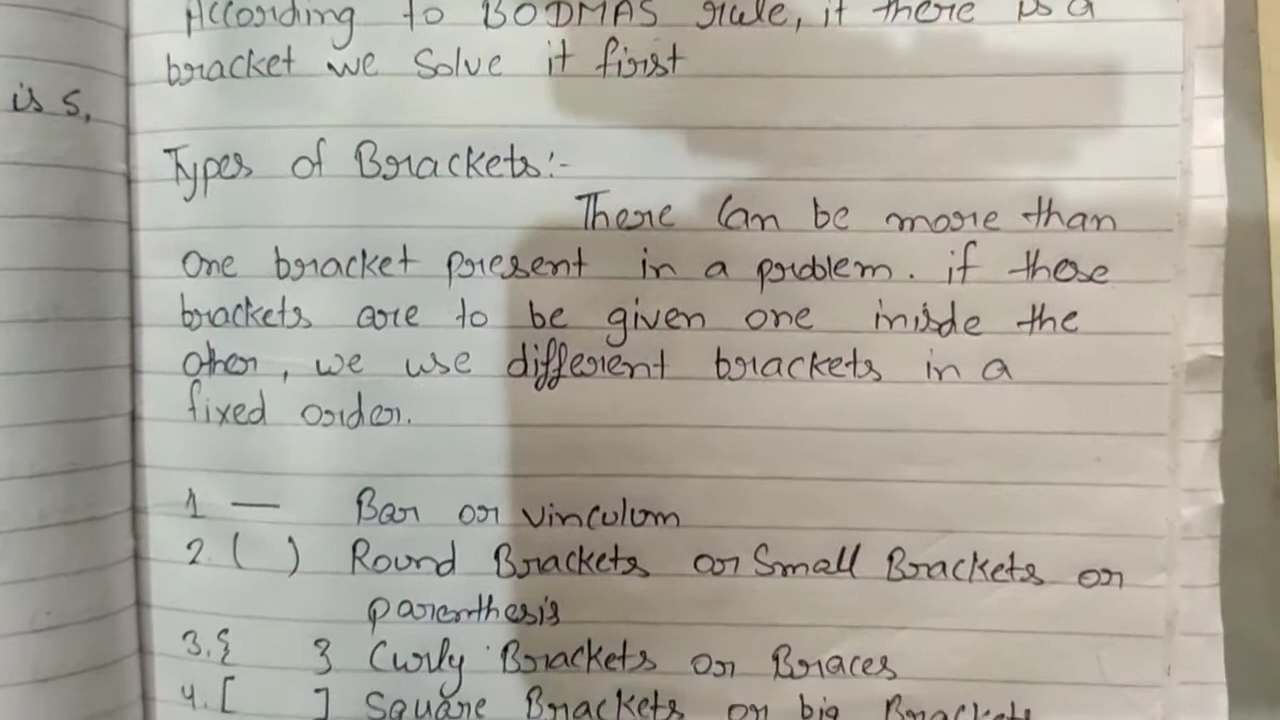 According to BODMAS rule, if there is a
bracket we solve it first
is 5,
Types of Brackets:-
There can be more than
one bracket present in a problem. if these
brackets are to be given one inisde the
other, we use different brackets in a
fixed order.
1 — Bar or vinculum
2. ( ) Round Brackets or Small Brackets or
parenthesis
3. { } Curly Brackets or Braces
4. [ ] Square Brackets or big Brackets